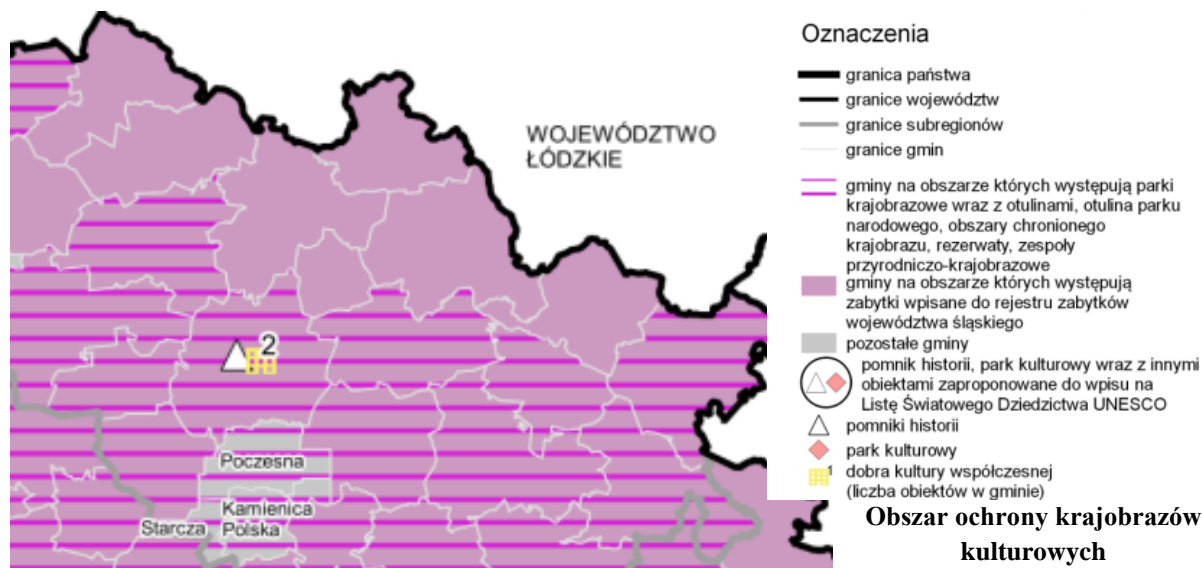 WOJEWÓDZTWO
ŁÓDZKIE
2
Poczesna
Kamienica
Starcza Polska
Oznaczenia
granica państwa
granice województw
granice subregionów
granice gmin
gminy na obszarze których występują parki
krajobrazowe wraz z otulinami, otulina parku
narodowego, obszary chronionego
krajobrazu, rezerwaty, zespoły
przyrodniczo-krajobrazowe
gminy na obszarze których występują
zabytki wpisane do rejestru zabytków
województwa śląskiego
pozostałe gminy
pomnik historii, park kulturowy wraz z innymi
obiektami zaproponowane do wpisu na
Listę Światowego Dziedzictwa UNESCO
pomniki historii
park kulturowy
1 dobra kultury współczesnej
(liczba obiektów w gminie)
Obszar ochrony krajobrazów
kulturowych